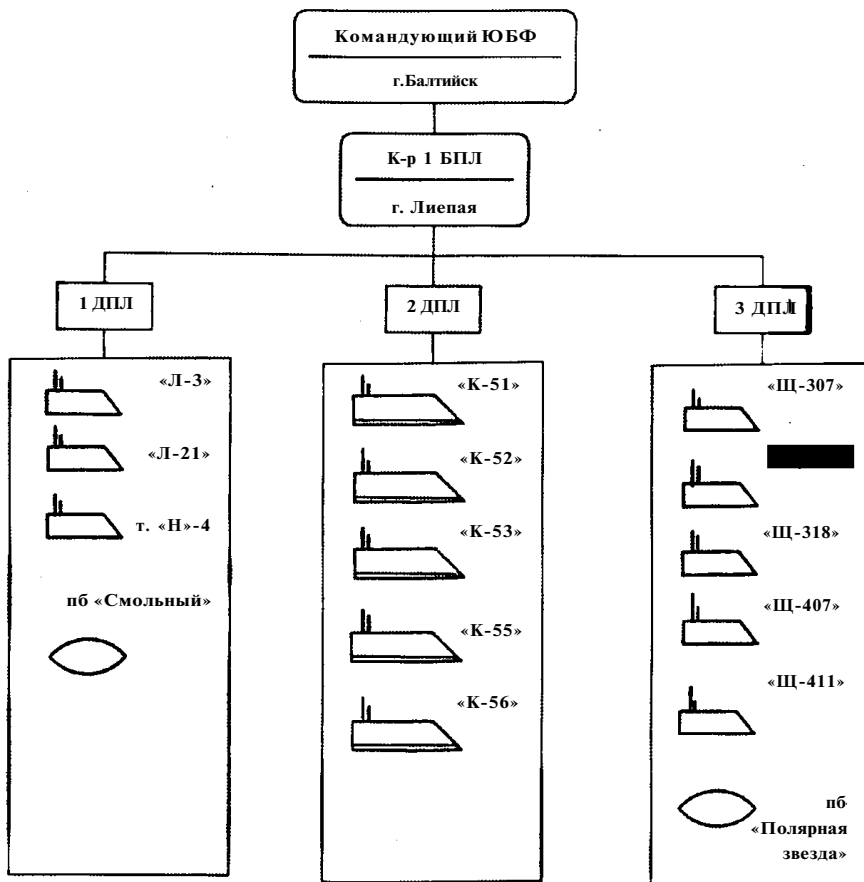 Командующий ЮБФ
г.Балтийск
К-р 1 БПЛ
г. Лиепая
1 ДПЛ
2 ДПЛ
3 ДПЛ
«Л-3»
«Л-21»
т. «Н»-4
пб «Смольный»
«К-51»
«К-52»
«К-53»
«К-55»
«К-56»
«Щ-307»
«Щ-318»
«Щ-407»
«Щ-411»
пб
«Полярная
звезда»